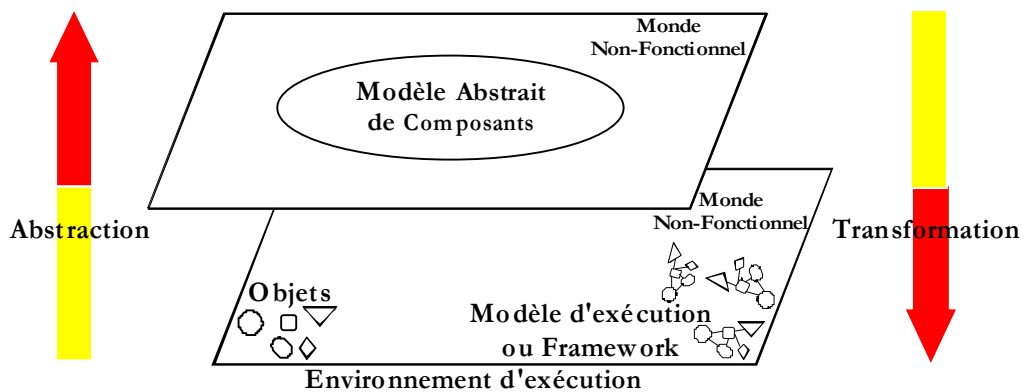 Monde
Non-Fonctionnel
Modèle Abstrait
de Composants
Monde
Non-Fonctionnel
Abstraction
Transformation
Objets
Modèle d'exécution
ou Framework
Environnement d'exécution